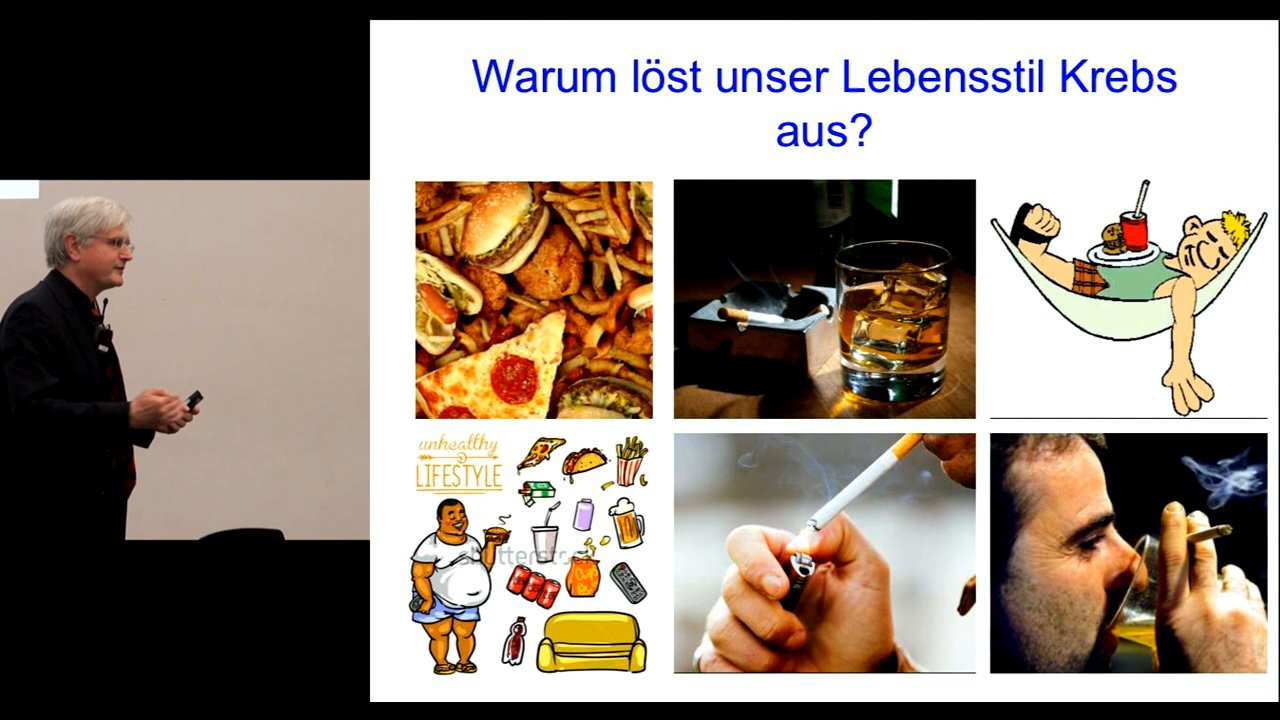 Warum löst unser Lebensstil Krebs
aus?
unhealthy
LIFESTYLE
shutterstock